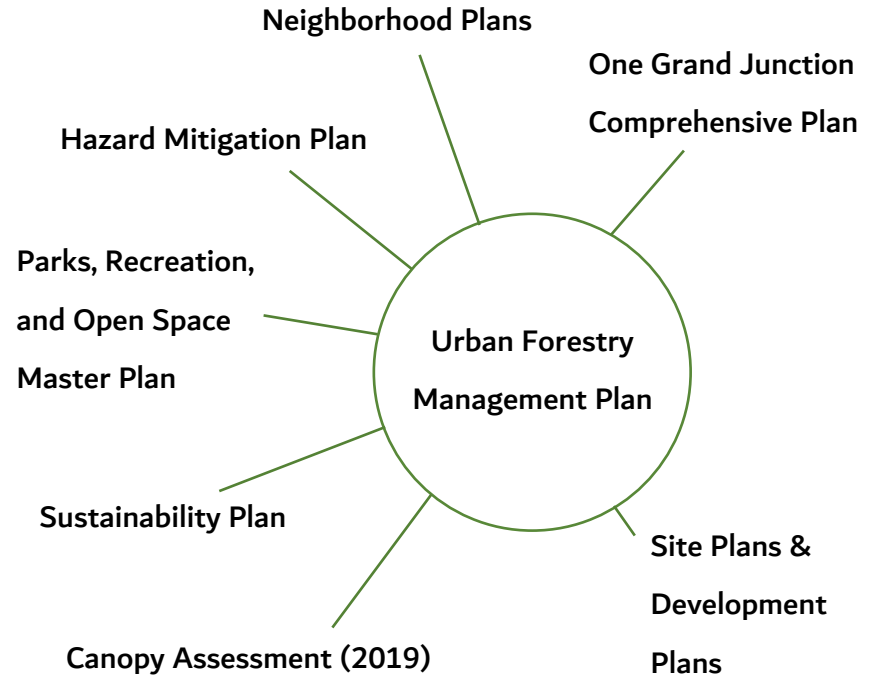 Neighborhood Plans
One Grand Junction
Comprehensive Plan
Hazard Mitigation Plan
Parks, Recreation,
and Open Space
Master Plan
Urban Forestry
Management Plan
Sustainability Plan
Site Plans &
Development
Plans
Canopy Assessment (2019)